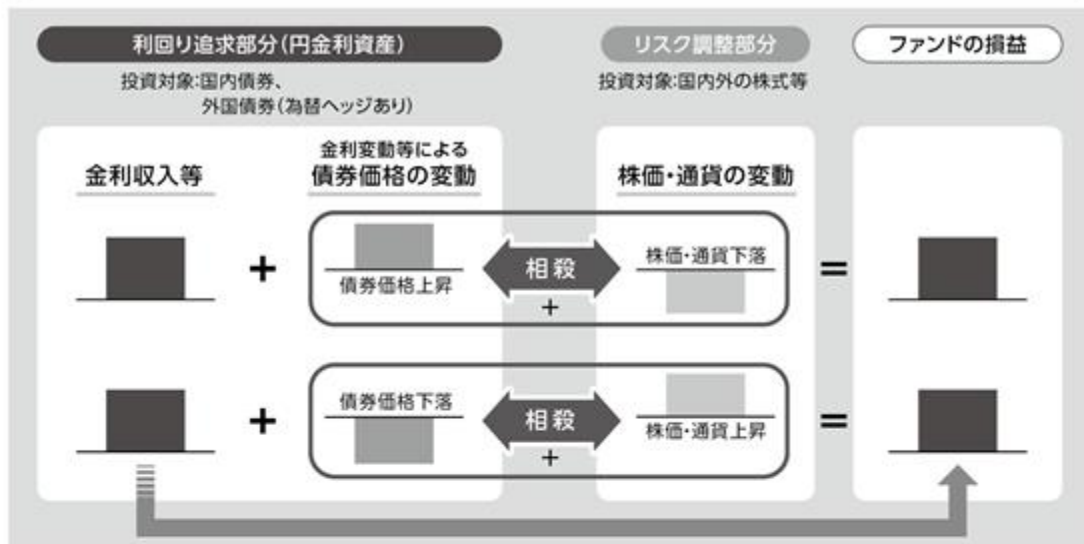 利回り追求部分(円金利資産)
投資対象:国内債券、
外国債券(為替ヘッジあり)
リスク調整部分
投資対象:国内外の株式等
ファンドの損益
金利収入等
金利変動等による
債券価格の変動
株価・通貨の変動
+
債券価格上昇
相殺
+
株価・通貨下落
=
+
債券価格下落
相殺
+
株価・通貨上昇
=